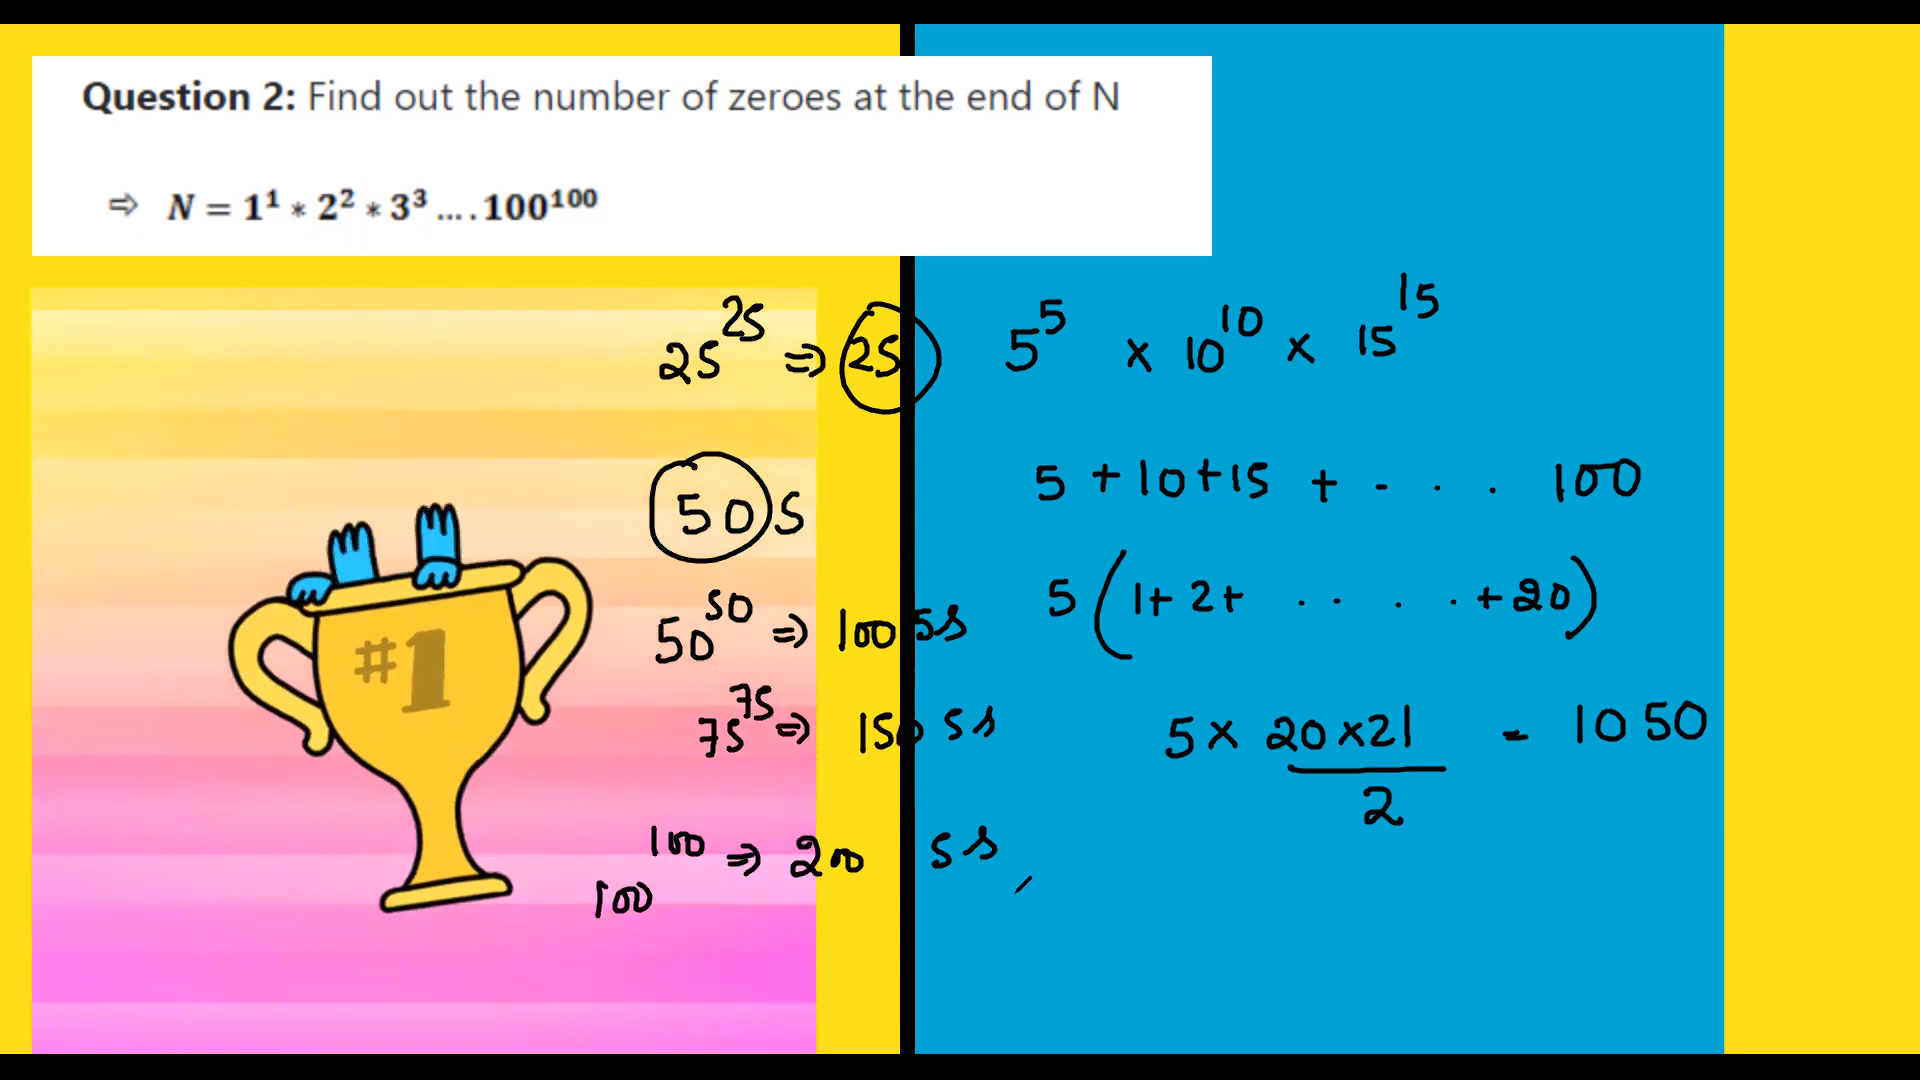 Question 2: Find out the number of zeroes at the end of N
⇨ N = 1¹ * 2² * 3³ .... 100¹⁰⁰
25²⁵ ⇒ 25
50 5
50⁵⁰ ⇒ 100 5s
75⁷⁵ ⇒ 150 5s
100¹⁰⁰ ⇒ 200 5s
#1
5⁵ × 10¹⁰ × 15¹⁵
5 + 10 + 15 + - . . 100
5 (1 + 2 + . . . . + 20)
5 × 20 × 21 / 2 = 1050